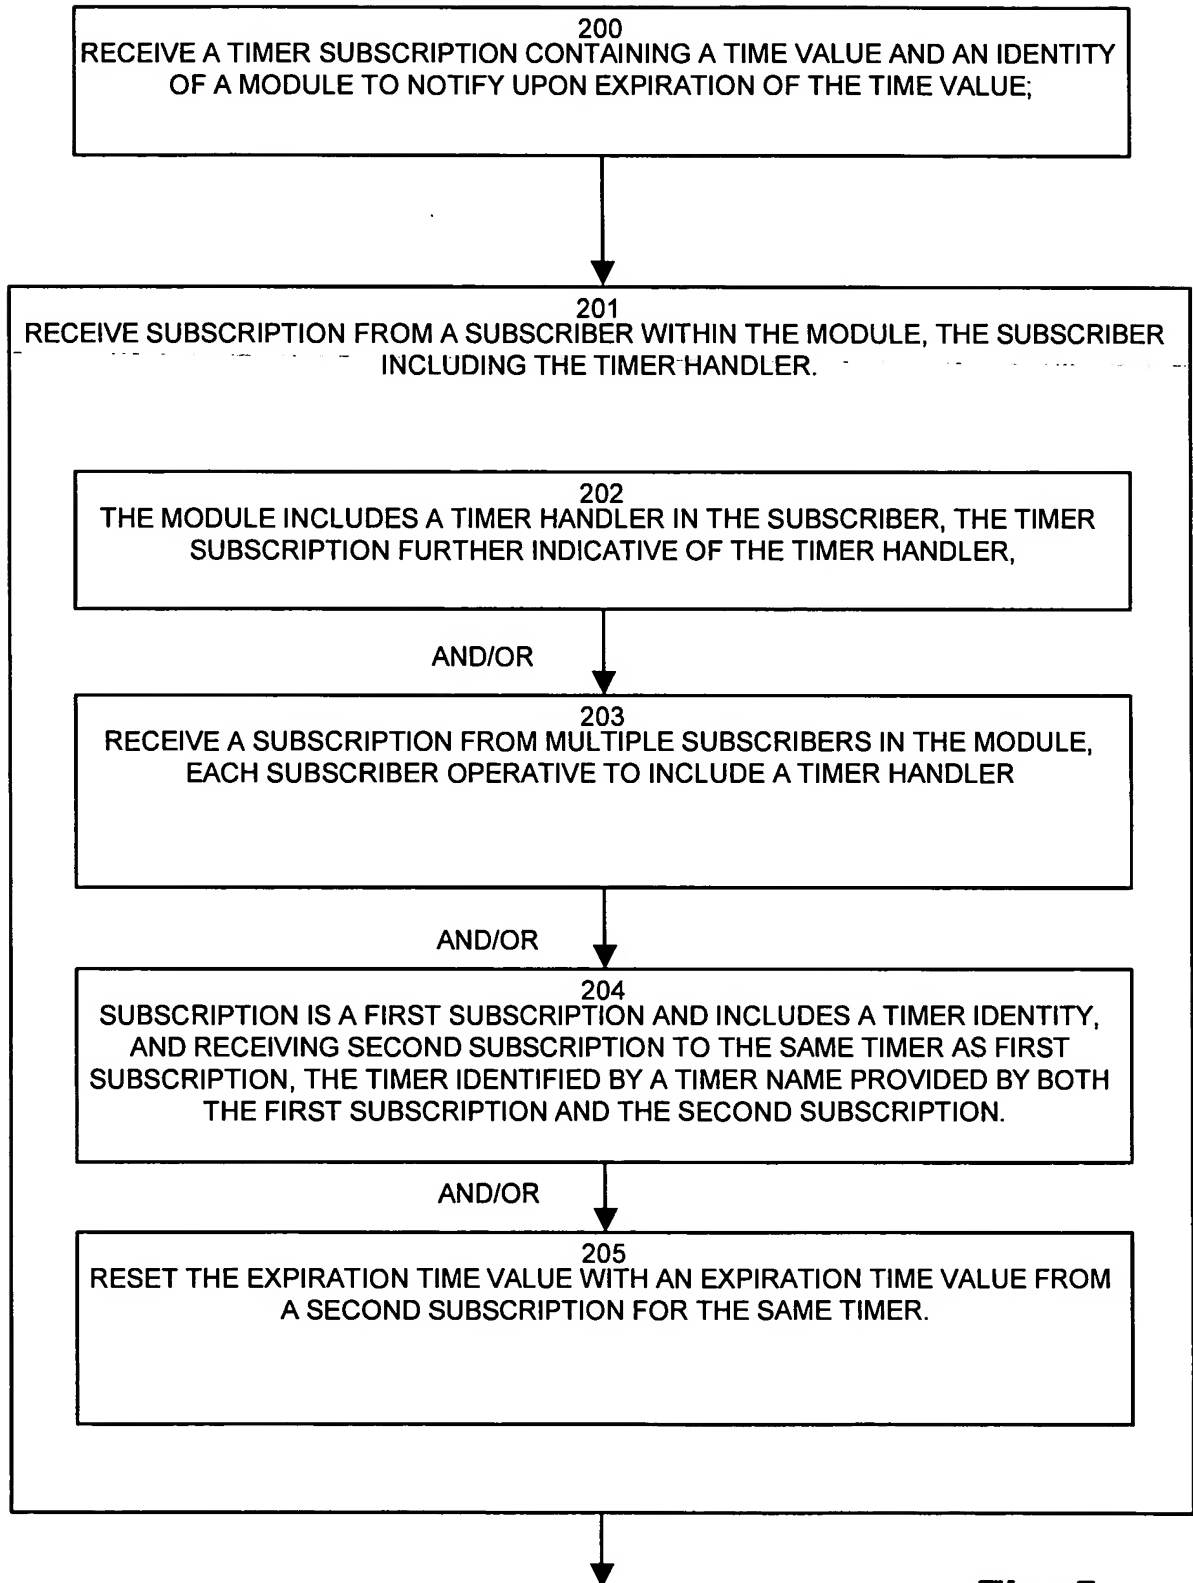 200
RECEIVE A TIMER SUBSCRIPTION CONTAINING A TIME VALUE AND AN IDENTITY
OF A MODULE TO NOTIFY UPON EXPIRATION OF THE TIME VALUE;
201
RECEIVE SUBSCRIPTION FROM A SUBSCRIBER WITHIN THE MODULE, THE SUBSCRIBER
INCLUDING THE TIMER HANDLER.
202
THE MODULE INCLUDES A TIMER HANDLER IN THE SUBSCRIBER, THE TIMER
SUBSCRIPTION FURTHER INDICATIVE OF THE TIMER HANDLER,
AND/OR
203
RECEIVE A SUBSCRIPTION FROM MULTIPLE SUBSCRIBERS IN THE MODULE,
EACH SUBSCRIBER OPERATIVE TO INCLUDE A TIMER HANDLER
AND/OR
204
SUBSCRIPTION IS A FIRST SUBSCRIPTION AND INCLUDES A TIMER IDENTITY,
AND RECEIVING SECOND SUBSCRIPTION TO THE SAME TIMER AS FIRST
SUBSCRIPTION, THE TIMER IDENTIFIED BY A TIMER NAME PROVIDED BY BOTH
THE FIRST SUBSCRIPTION AND THE SECOND SUBSCRIPTION.
AND/OR
205
RESET THE EXPIRATION TIME VALUE WITH AN EXPIRATION TIME VALUE FROM
A SECOND SUBSCRIPTION FOR THE SAME TIMER.